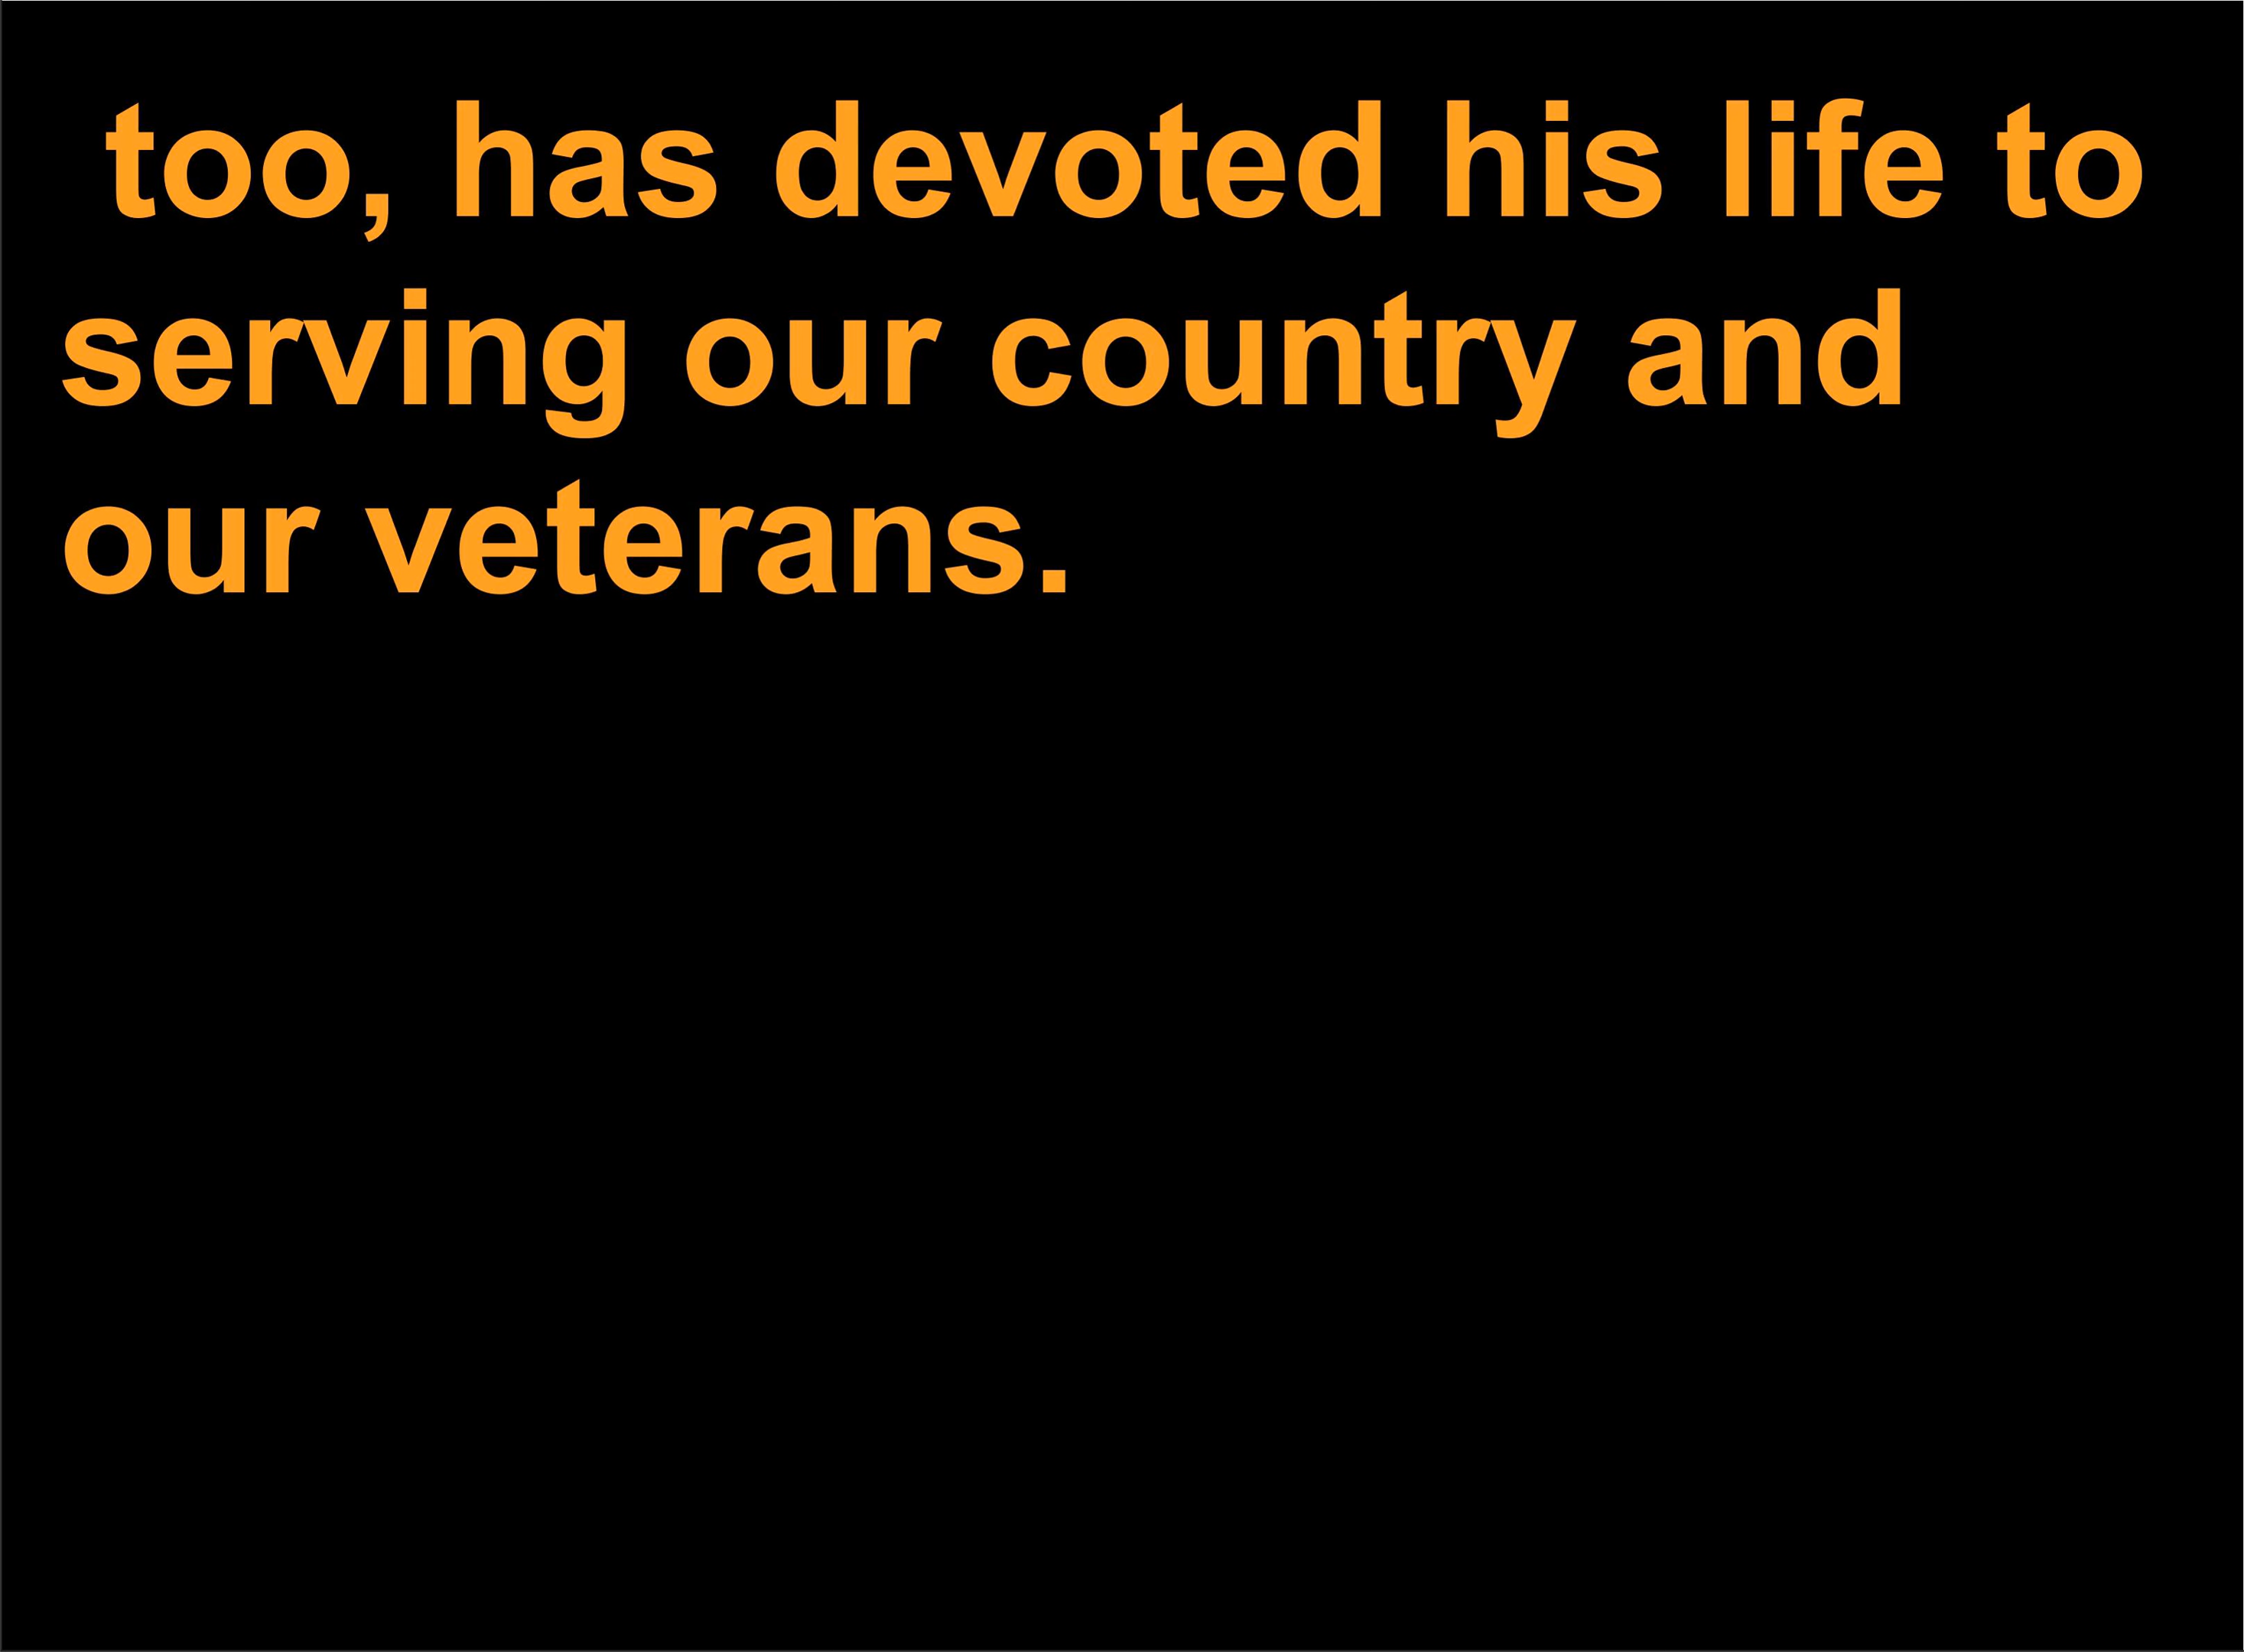 too, has devoted his life to
serving our country and
our veterans.